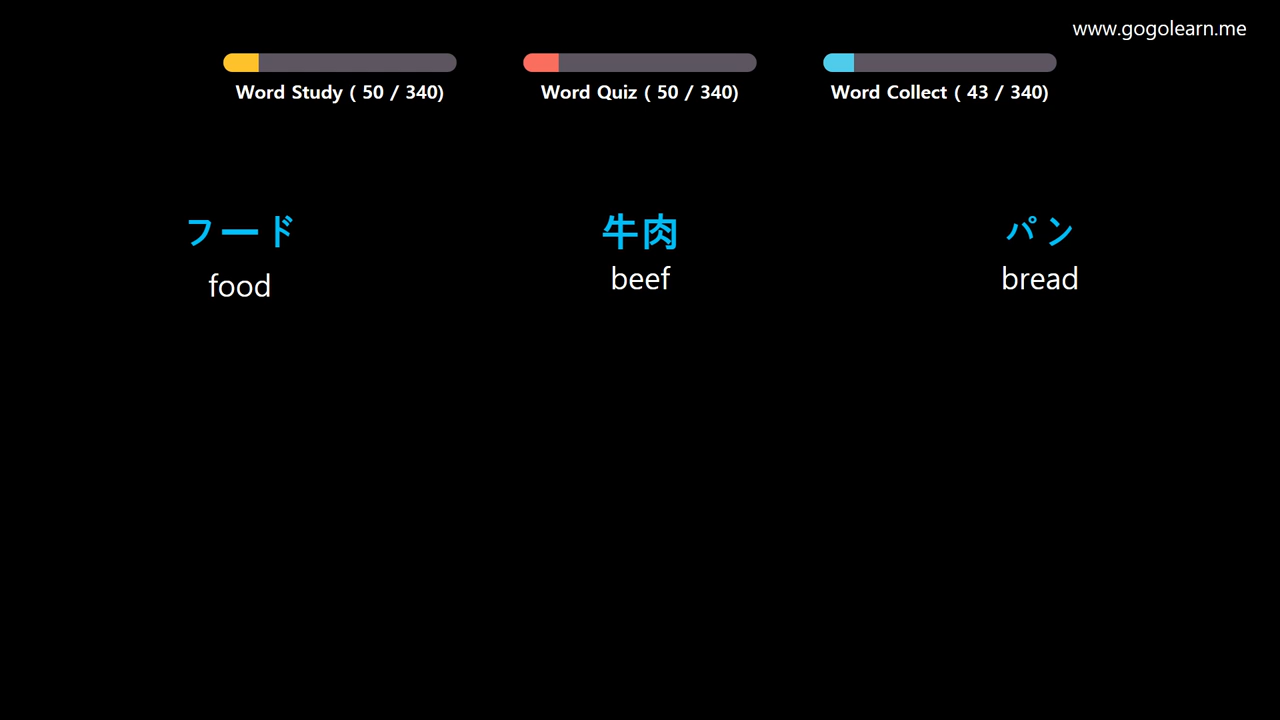 www.gogolearn.me
Word Study ( 50 / 340)
Word Quiz ( 50 / 340)
Word Collect ( 43 / 340)
フード
food
牛肉
beef
パン
bread